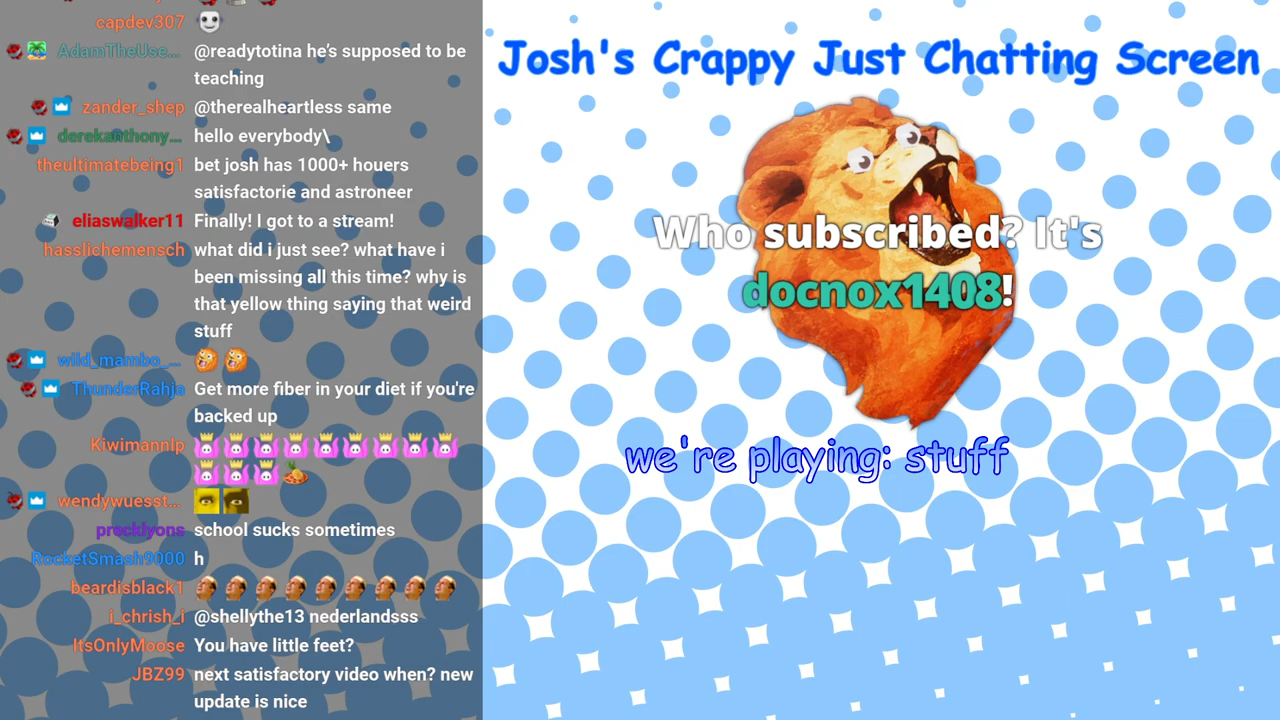 capdev307
AdamTheUse... @readytotina he's supposed to be
teaching
zander_shep @therealheartless same
derekanthony... hello everybody\
theultimatebeing1 bet josh has 1000+ houers
satisfactorie and astroneer
eliaswalker11 Finally! I got to a stream!
hasslichemensch what did i just see? what have i
been missing all this time? why is
that yellow thing saying that weird
stuff
wild_mambo_...
ThunderRahja Get more fiber in your diet if you're
backed up
Kiwimannlp
wendywuesst...
precklyons school sucks sometimes
RocketSmash9000 h
beardisblack1
i_chrish_i @shellythe13 nederlandsss
ItsOnlyMoose You have little feet?
JBZ99 next satisfactory video when? new
update is nice
Josh's Crappy Just Chatting Screen
Who subscribed? It's
docnox1408!
we're playing: stuff